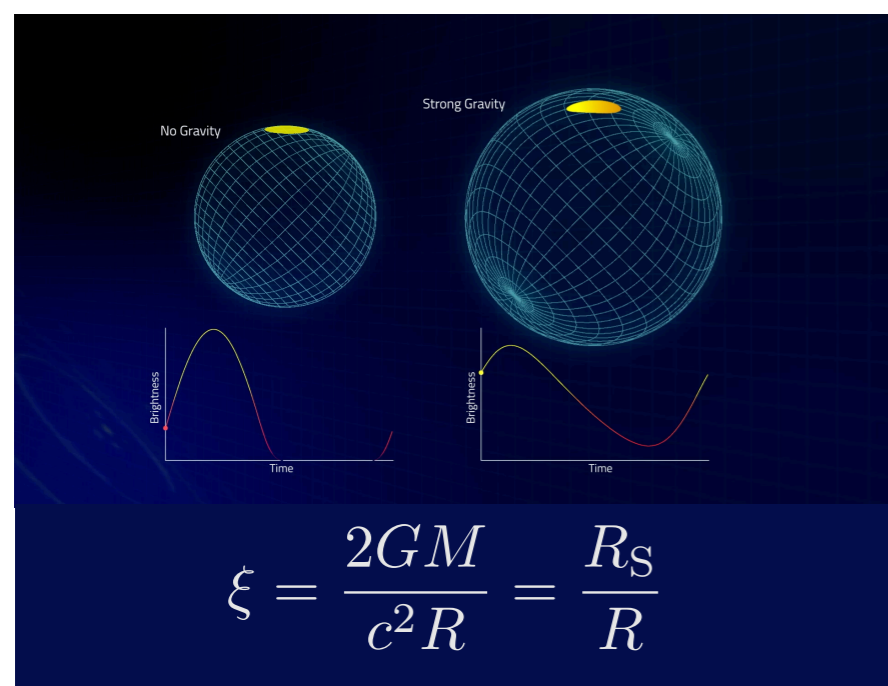 Strong Gravity
No Gravity
Brightness
Time
Brightness
Time
ξ = 2GM / c²R = R_S / R